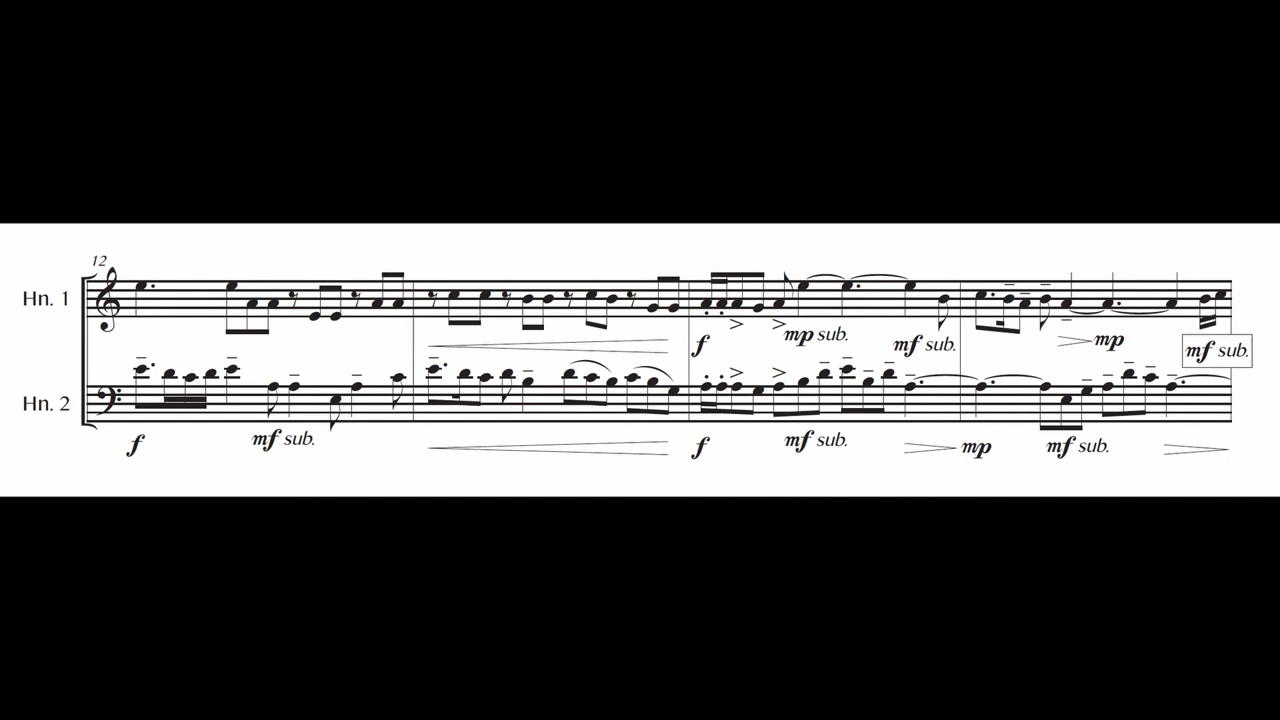 12
Hn. 1
f mp sub. mf sub. mp mf sub.
Hn. 2
f mf sub. f mf sub. mp mf sub.